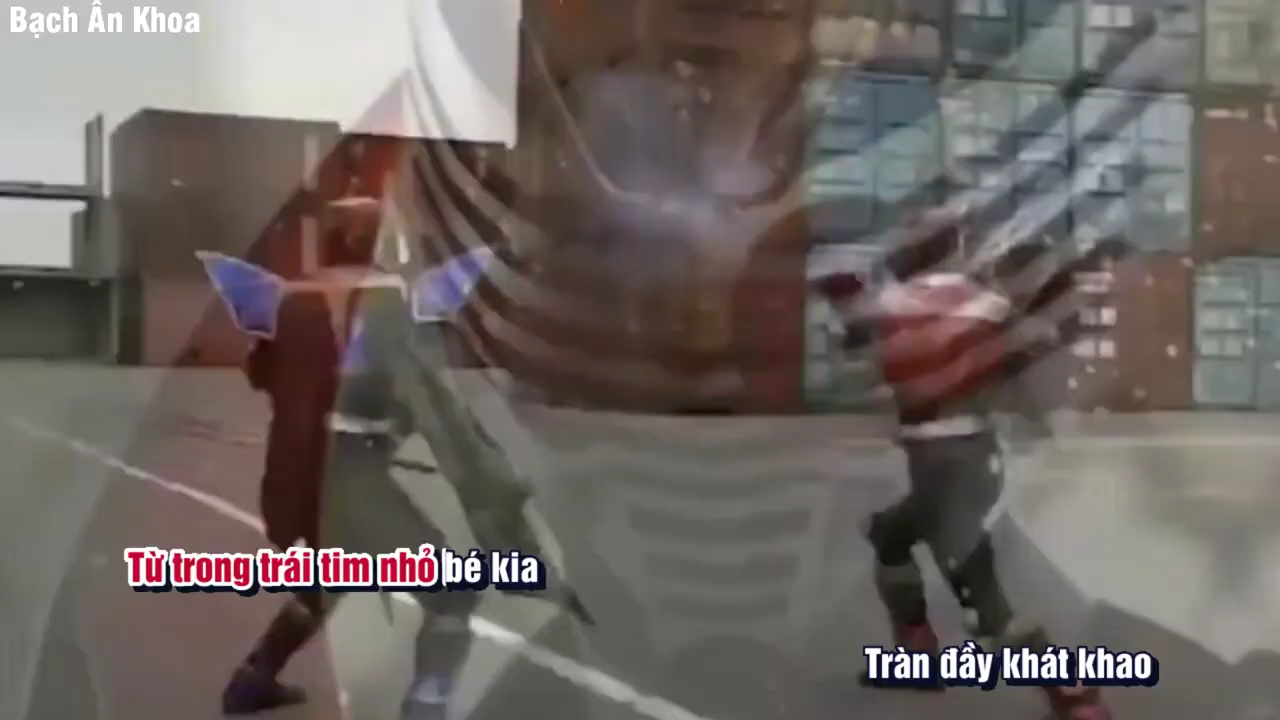 Bạch Ân Khoa
Từ trong trái tim nhỏ bé kia
Tràn đầy khát khao